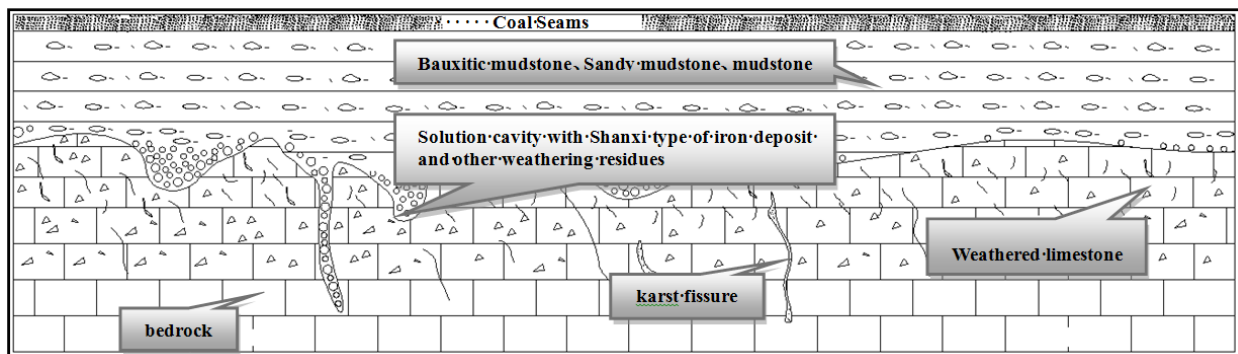 Coal·Seams
Bauxitic·mudstone、Sandy·mudstone、mudstone
Solution·cavity·with·Shanxi·type·of·iron·deposit·
and·other·weathering·residues
Weathered·limestone
karst·fissure
bedrock